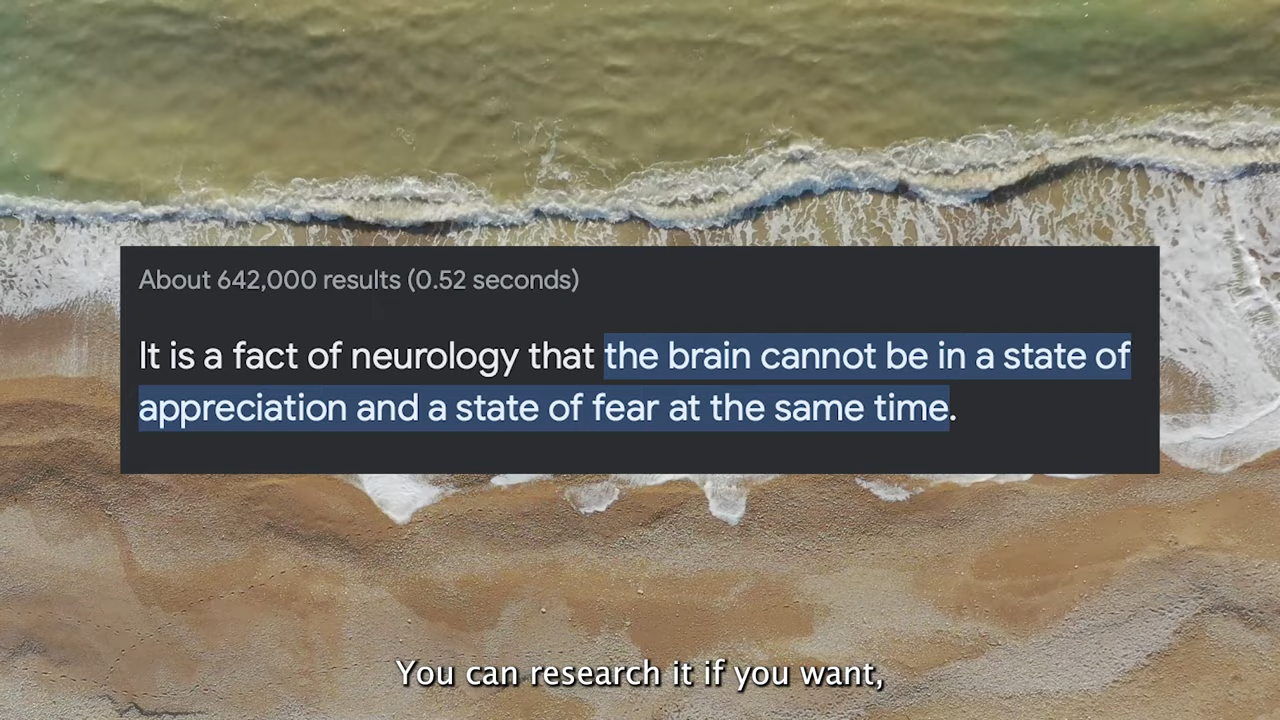 About 642,000 results (0.52 seconds)
It is a fact of neurology that the brain cannot be in a state of
appreciation and a state of fear at the same time.
You can research it if you want,